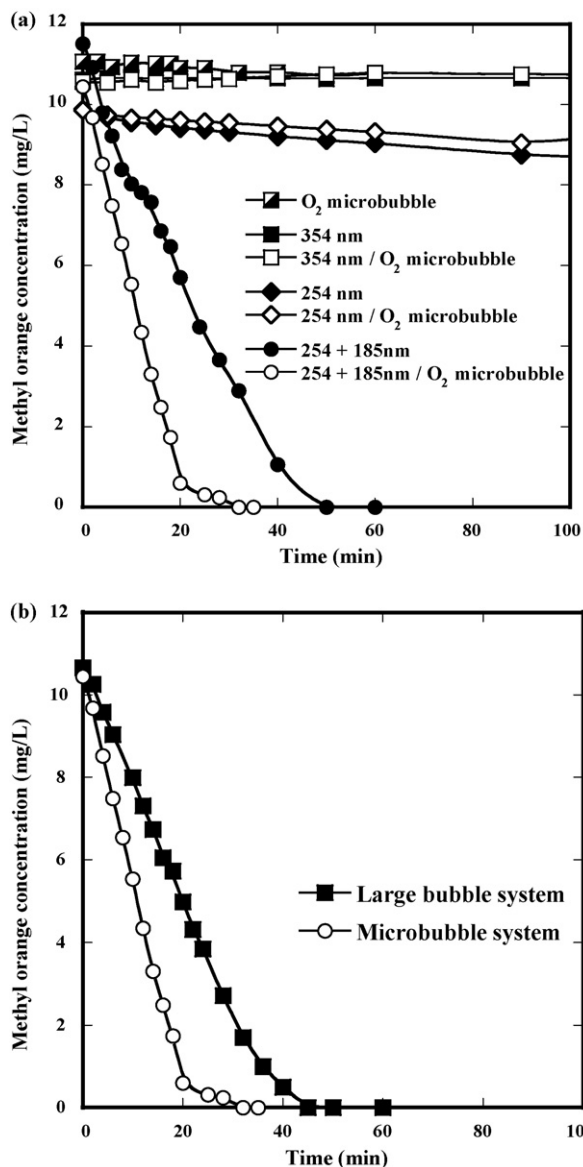 (a)
12
10
8
6
4
2
0
Methyl orange concentration (mg/L)
O₂ microbubble
354 nm
354 nm / O₂ microbubble
254 nm
254 nm / O₂ microbubble
254 + 185nm
254 + 185nm / O₂ microbubble
0 20 40 60 80 100
Time (min)
(b)
12
10
8
6
4
2
0
Methyl orange concentration (mg/L)
Large bubble system
Microbubble system
0 20 40 60 80 100
Time (min)